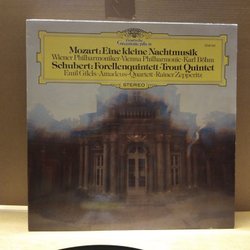 Mozart: Eine kleine Nachtmusik
Wiener Philharmoniker · Vienna Philharmonic · Karl Böhm
Schubert: Forellenquintett · Trout Quintet
Emil Gilels · Amadeus-Quartett · Rainer Zepperitz
STEREO